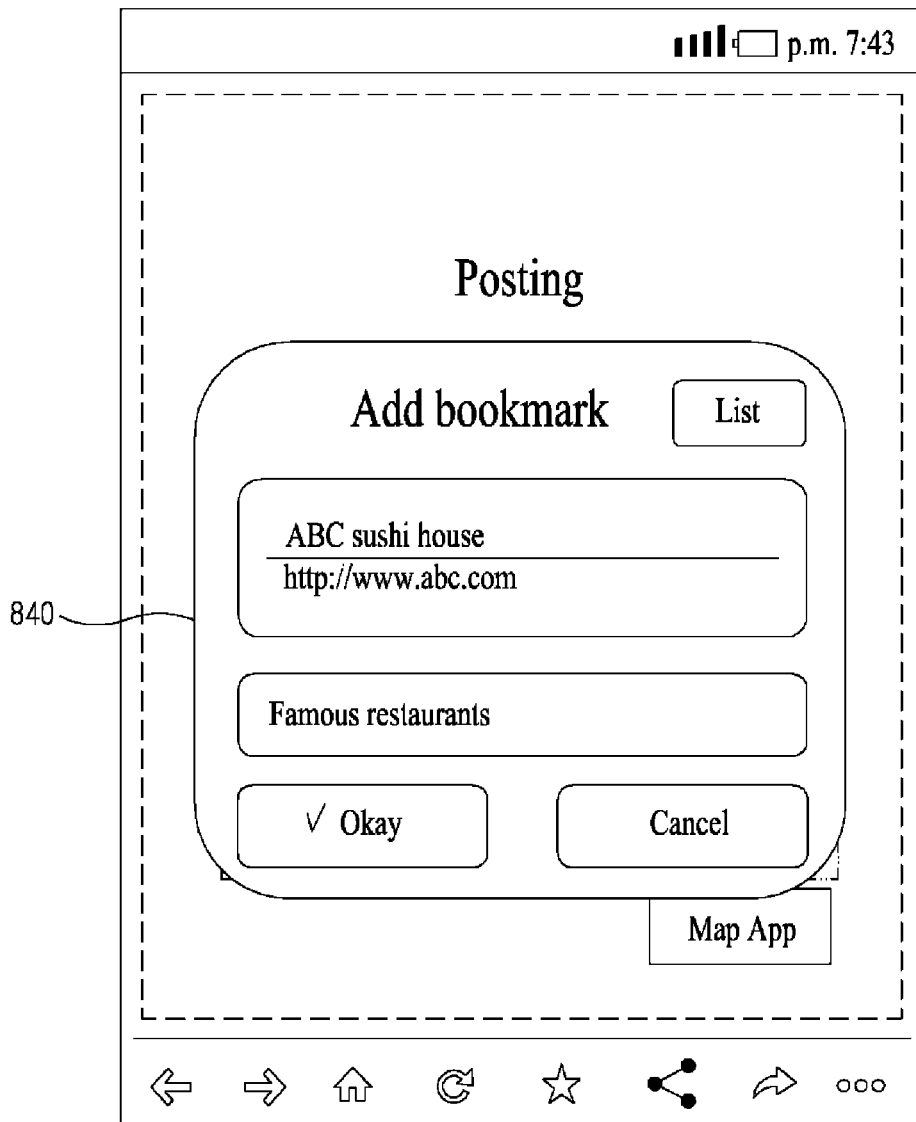 p.m. 7:43
Posting
Add bookmark
List
ABC sushi house
http://www.abc.com
840
Famous restaurants
√ Okay
Cancel
Map App